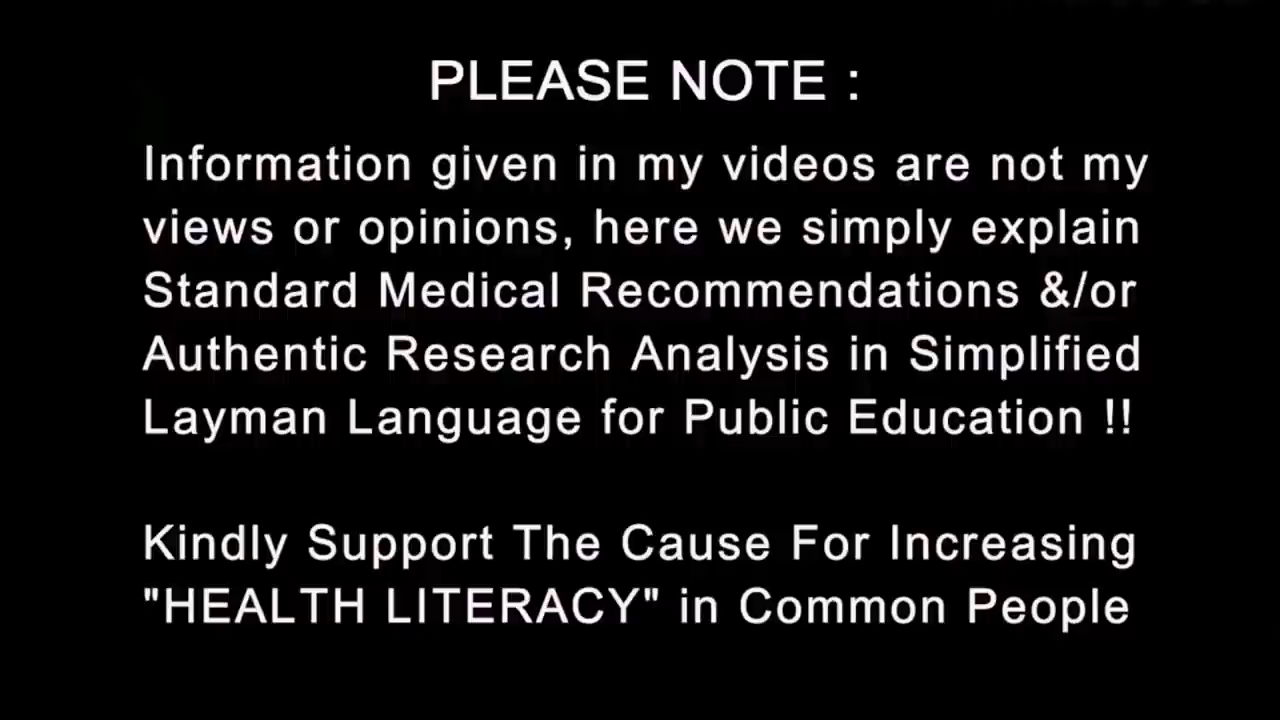 PLEASE NOTE :
Information given in my videos are not my
views or opinions, here we simply explain
Standard Medical Recommendations &/or
Authentic Research Analysis in Simplified
Layman Language for Public Education !!
Kindly Support The Cause For Increasing
"HEALTH LITERACY" in Common People